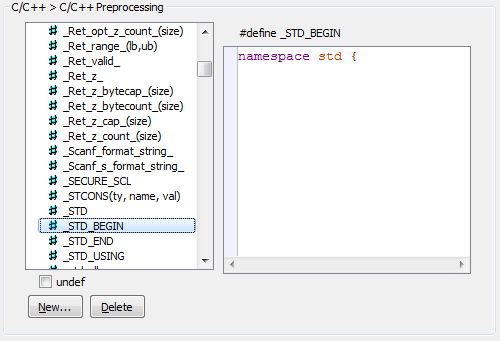 C/C++ > C/C++ Preprocessing
# _Ret_opt_z_count_(size)
# _Ret_range_(lb,ub)
# _Ret_valid_
# _Ret_z_
# _Ret_z_bytecap_(size)
# _Ret_z_bytecount_(size)
# _Ret_z_cap_(size)
# _Ret_z_count_(size)
# _Scanf_format_string_
# _Scanf_s_format_string_
# _SECURE_SCL
# _STCONS(ty, name, val)
# _STD
# _STD_BEGIN
# _STD_END
# _STD_USING
undef
New...
Delete
#define _STD_BEGIN
namespace std {